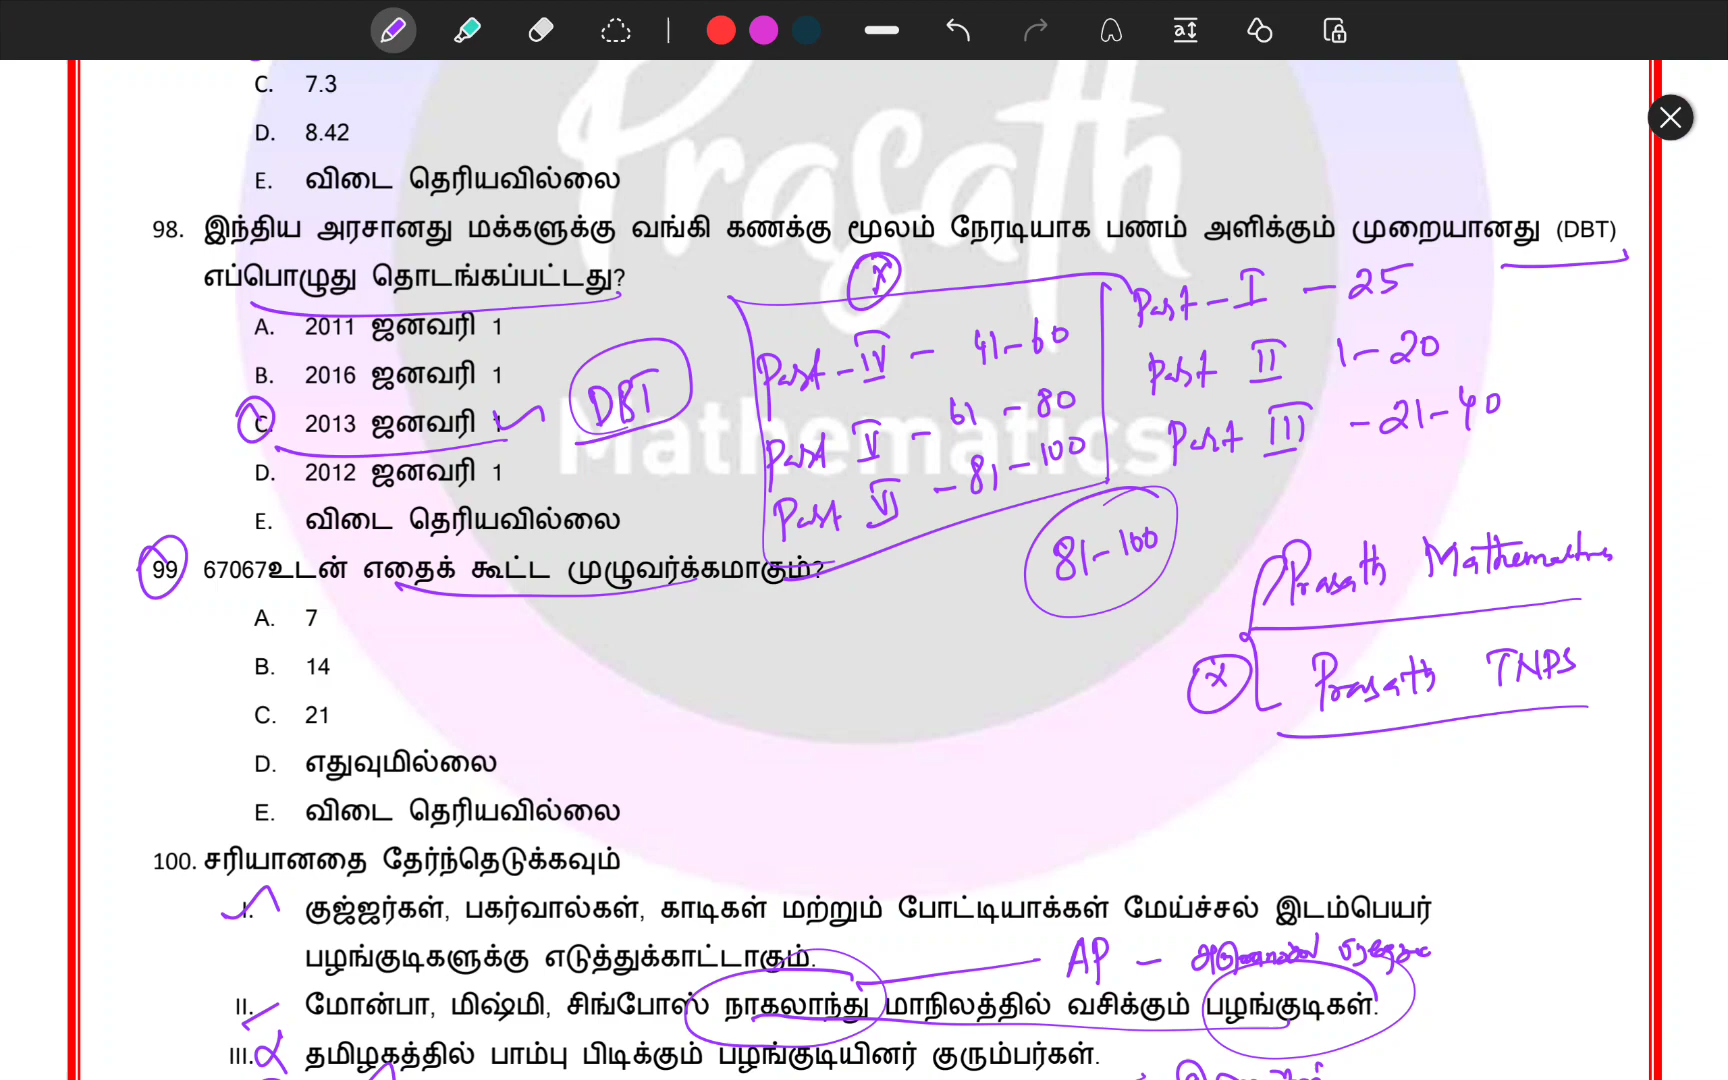 C. 7.3
D. 8.42
E. விடை தெரியவில்லை
98. இந்திய அரசானது மக்களுக்கு வங்கி கணக்கு மூலம் நேரடியாக பணம் அளிக்கும் முறையானது (DBT)
எப்பொழுது தொடங்கப்பட்டது?
A. 2011 ஜனவரி 1
B. 2016 ஜனவரி 1
C. 2013 ஜனவரி 1
D. 2012 ஜனவரி 1
E. விடை தெரியவில்லை
DBT
Part - I - 25
Part II 1-20
Part III - 21-40
Part - IV - 41-60
Part V - 61-80
Part VI - 81-100
81-100
Prasath
Mathematics
Prasath Mathematics
Prasath TNPS
99 67067உடன் எதைக் கூட்ட முழுவர்க்கமாகும்?
A. 7
B. 14
C. 21
D. எதுவுமில்லை
E. விடை தெரியவில்லை
100. சரியானதை தேர்ந்தெடுக்கவும்
I. குஜ்ஜர்கள், பகர்வால்கள், காடிகள் மற்றும் போட்டியாக்கள் மேய்ச்சல் இடம்பெயர்
பழங்குடிகளுக்கு எடுத்துக்காட்டாகும்.
AP -
II. மோன்பா, மிஷ்மி, சிங்போஸ் நாகலாந்து மாநிலத்தில் வசிக்கும் பழங்குடிகள்.
III. தமிழகத்தில் பாம்பு பிடிக்கும் பழங்குடியினர் குரும்பர்கள்.